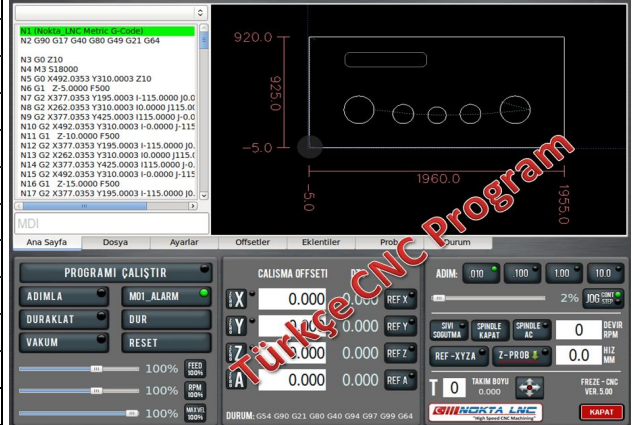 N1 (Nokta_LNC Metric G-Code)
N2 G90 G17 G40 G80 G49 G21 G64
N3 G0 Z10
N4 M3 S18000
N5 G0 X492.0353 Y310.0003 Z10
N6 G1 Z-5.0000 F500
N7 G2 X377.0353 Y195.0003 I-115.0000 J0.0
N8 G2 X262.0353 Y310.0003 I0.0000 J115.0
N9 G2 X377.0353 Y425.0003 I115.0000 J-0.0
N10 G2 X492.0353 Y310.0003 I-0.0000 J-115
N11 G1 Z-10.0000 F500
N12 G2 X377.0353 Y195.0003 I-115.0000 J0.
N13 G2 X262.0353 Y310.0003 I0.0000 J115.(
N14 G2 X377.0353 Y425.0003 I115.0000 J-0.
N15 G2 X492.0353 Y310.0003 I-0.0000 J-115
N16 G1 Z-15.0000 F500
N17 G2 X377.0353 Y195.0003 I-115.0000 J0.
MDI
920.0
925.0
-5.0
1960.0
-5.0
1955.0
Türkçe CNC Program
Ana Sayfa Dosya Ayarlar Offsetler Eklentiler Prob Durum
PROGRAMI ÇALIŞTIR
ADIMLA M01_ALARM
DURAKLAT DUR
VAKUM RESET
100% FEED 100%
100% RPM 100%
100% MAX VEL 100%
CALISMA OFFSETI
X 0.000 0.000 REF X
Y 0.000 0.000 REF Y
Z 0.000 0.000 REF Z
A 0.000 0.000 REF A
DURUM: G54 G90 G21 G80 G40 G94 G97 G99 G64
ADIM: .010 .100 1.00 10.0
2% JOG CONT STEP
SIVI SOGUTMA SPINDLE KAPAT SPINDLE AC 0 DEVIR RPM
REF-XYZA Z-PROB 0.0 HIZ MM
T 0 TAKIM BOYU 0.000 FREZE - CNC VER. 5.00
NOKTA LNC
"High Speed CNC Machining"
KAPAT